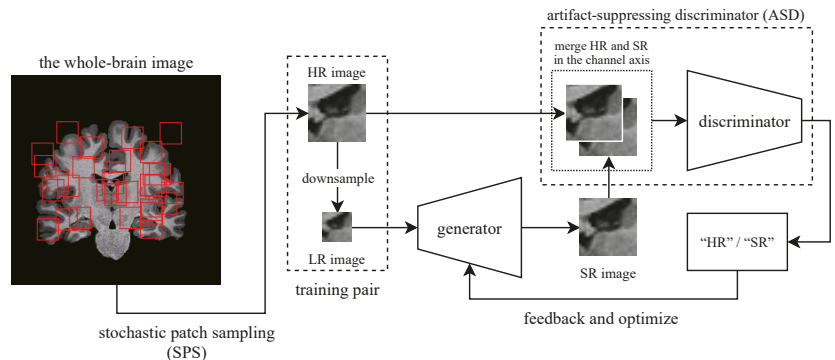 artifact-suppressing discriminator (ASD)
the whole-brain image
HR image
merge HR and SR
in the channel axis
discriminator
downsample
generator
LR image
SR image
“HR” / “SR”
training pair
stochastic patch sampling
(SPS)
feedback and optimize